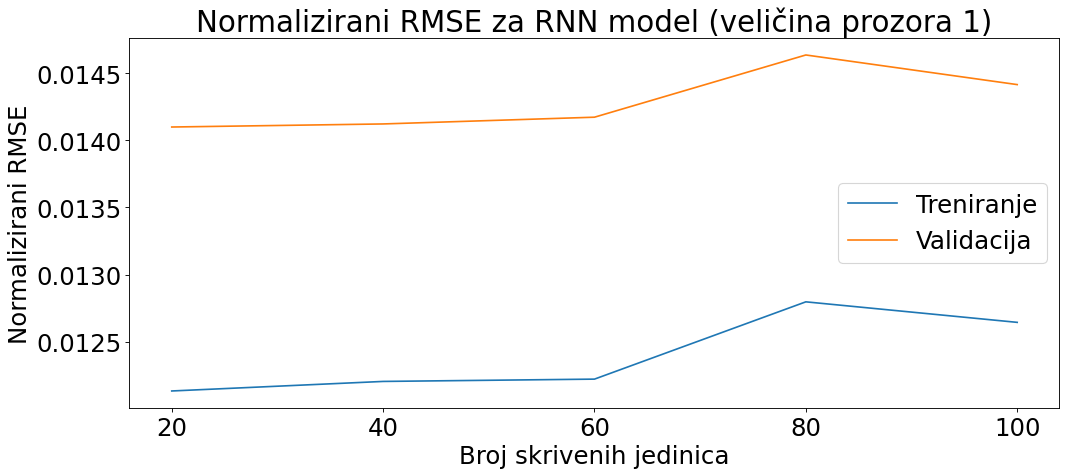 Normalizirani RMSE za RNN model (veličina prozora 1)
Normalizirani RMSE
0.0145
0.0140
0.0135
0.0130
0.0125
Treniranje
Validacija
20 40 60 80 100
Broj skrivenih jedinica